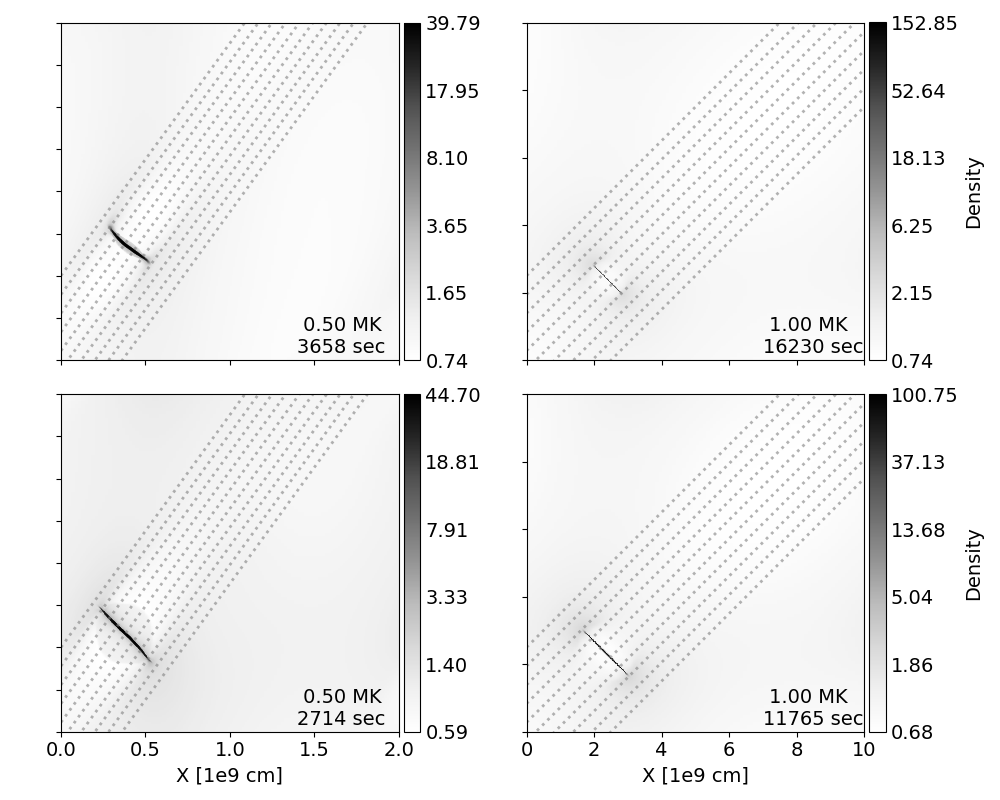 39.79
17.95
8.10
3.65
1.65
0.74
0.50 MK
3658 sec
152.85
52.64
18.13
6.25
2.15
0.74
Density
1.00 MK
16230 sec
44.70
18.81
7.91
3.33
1.40
0.59
0.50 MK
2714 sec
0.0 0.5 1.0 1.5 2.0
X [1e9 cm]
100.75
37.13
13.68
5.04
1.86
0.68
Density
1.00 MK
11765 sec
0 2 4 6 8 10
X [1e9 cm]